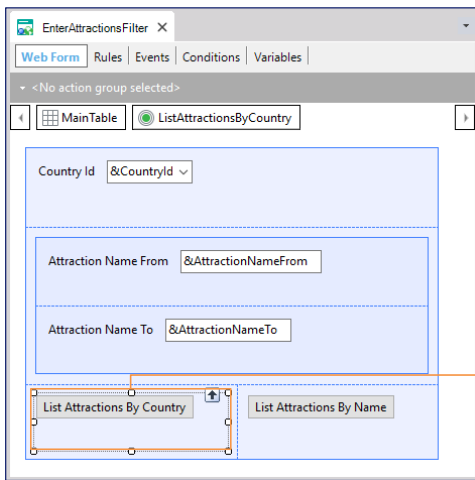 EnterAttractionsFilter
Web Form Rules Events Conditions Variables
<No action group selected>
MainTable ListAttractionsByCountry
Country Id &CountryId
Attraction Name From &AttractionNameFrom
Attraction Name To &AttractionNameTo
List Attractions By Country List Attractions By Name